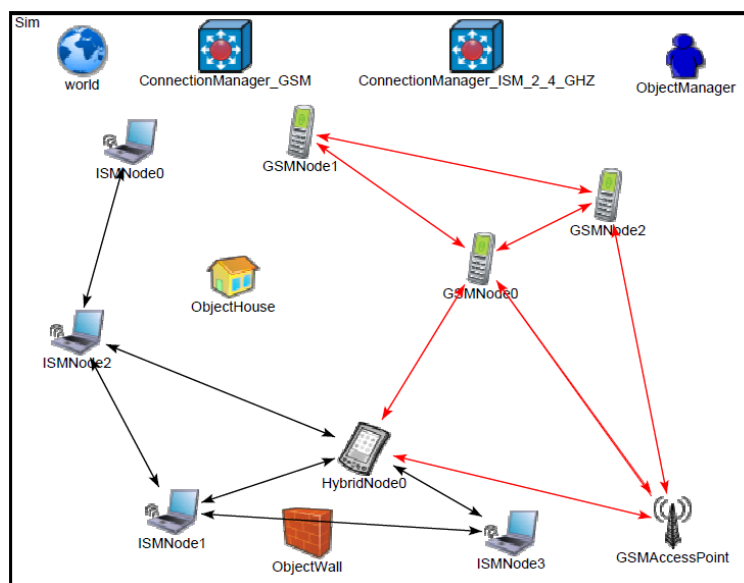 Sim
world
ConnectionManager_GSM
ConnectionManager_ISM_2_4_GHZ
ObjectManager
ISMNode0
GSMNode1
GSMNode2
ObjectHouse
GSMNode0
ISMNode2
HybridNode0
ISMNode1
ObjectWall
ISMNode3
GSMAccessPoint